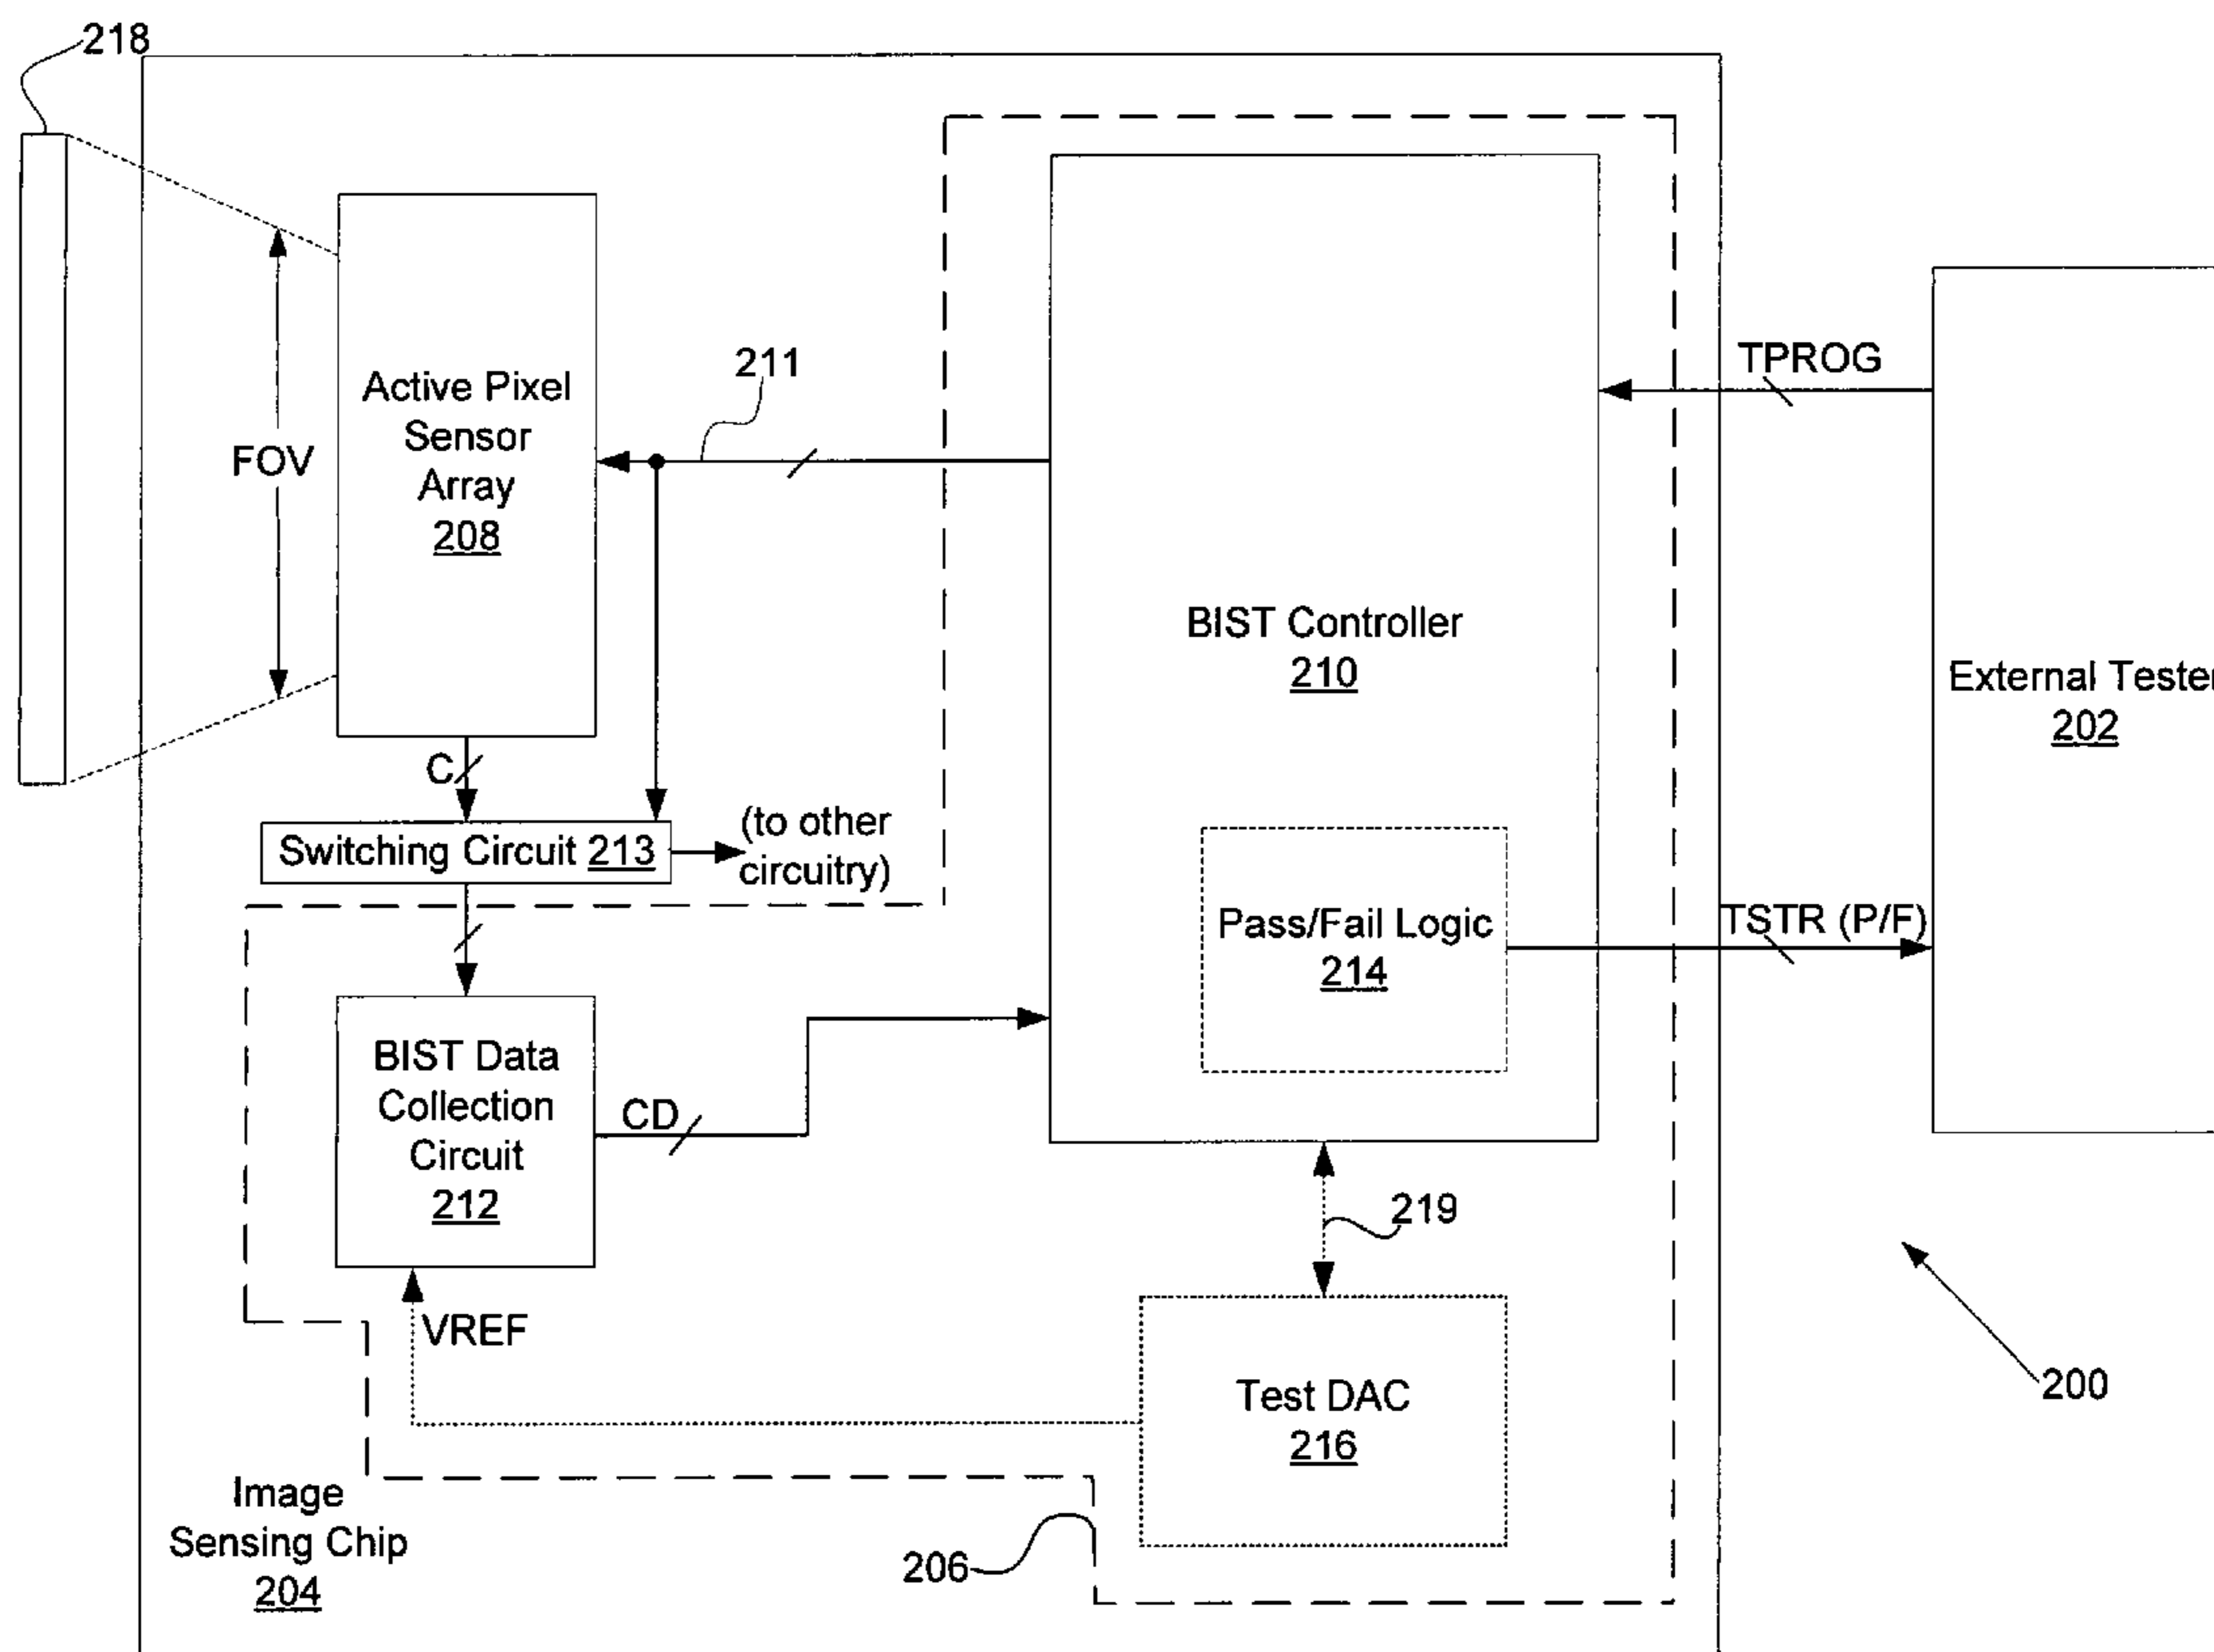 218
Active Pixel
Sensor
Array
208
FOV
211
TPROG
BIST Controller
210
External Tester
202
C
Switching Circuit 213
(to other
circuitry)
Pass/Fail Logic
214
TSTR (P/F)
BIST Data
Collection
Circuit
212
CD
219
VREF
Test DAC
216
200
Image
Sensing Chip
204
206